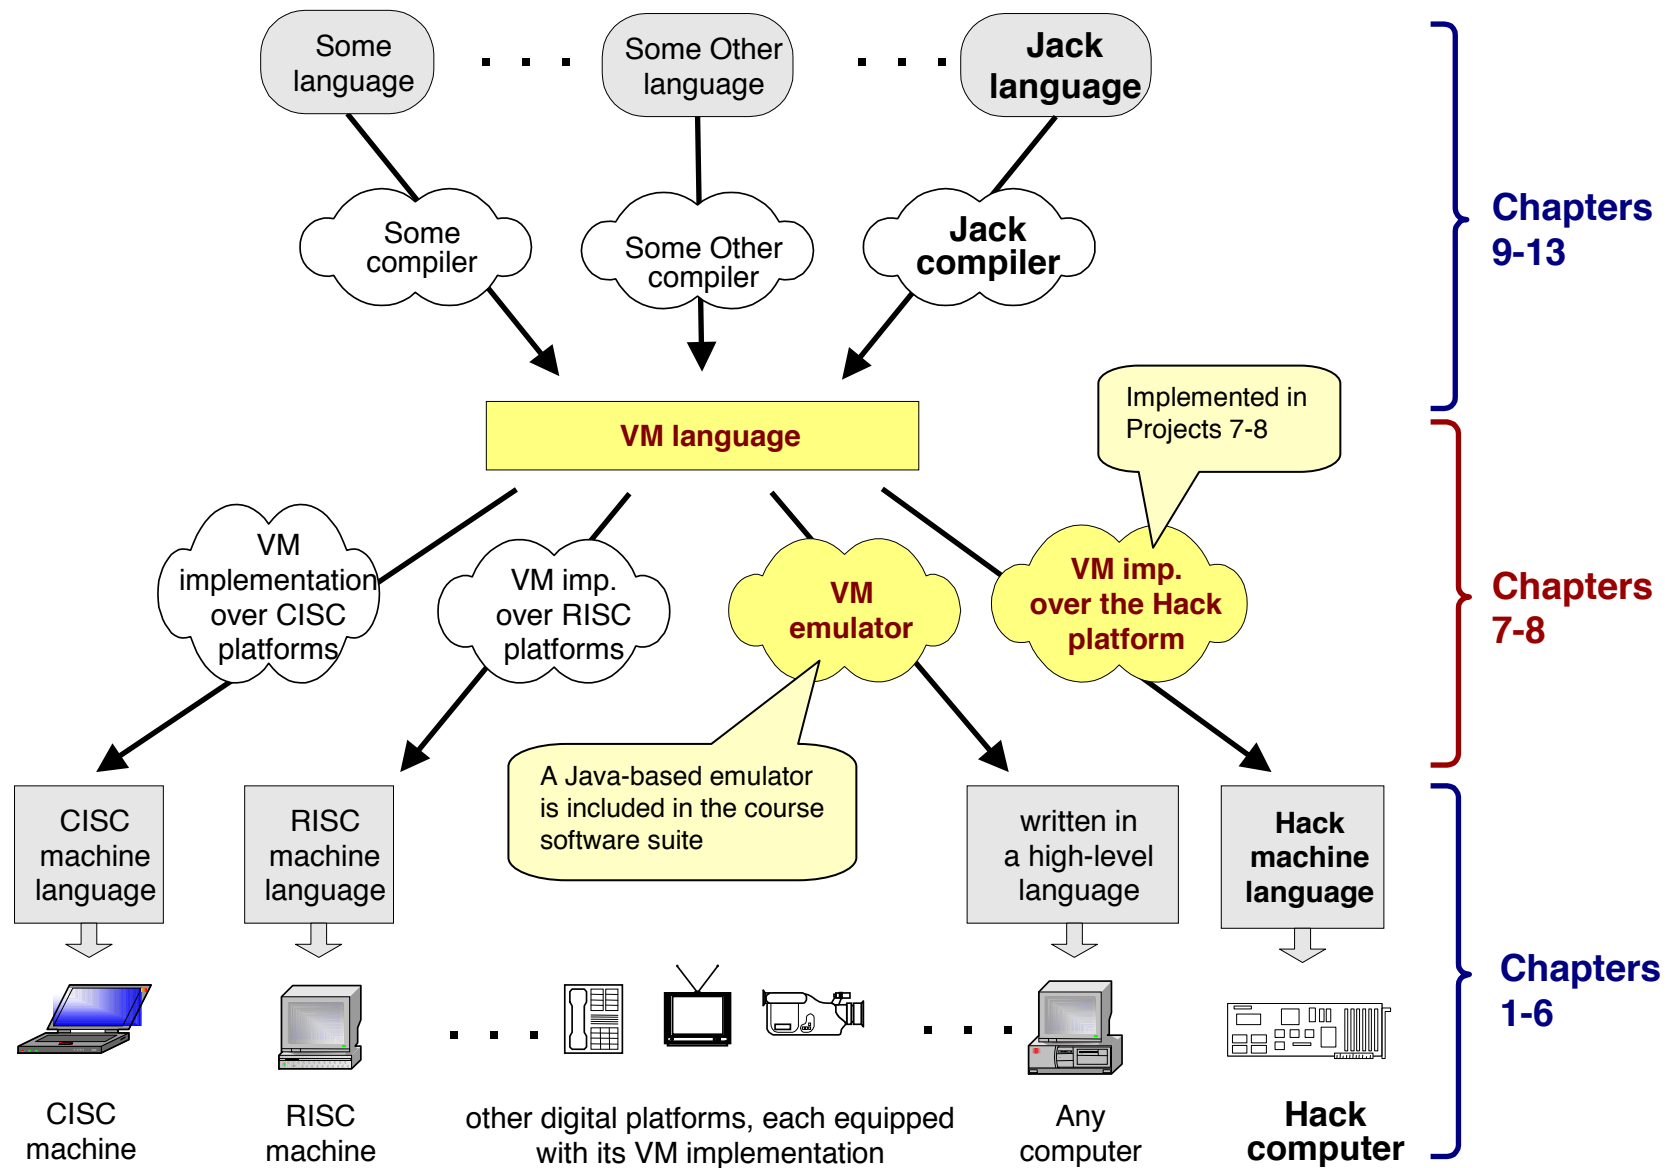 Some
language
Some Other
language
Jack
language
Some
compiler
Some Other
compiler
Jack
compiler
Chapters
9-13
VM language
Implemented in
Projects 7-8
VM
implementation
over CISC
platforms
VM imp.
over RISC
platforms
VM
emulator
VM imp.
over the Hack
platform
Chapters
7-8
A Java-based emulator
is included in the course
software suite
CISC
machine
language
RISC
machine
language
written in
a high-level
language
Hack
machine
language
Chapters
1-6
CISC
machine
RISC
machine
other digital platforms, each equipped
with its VM implementation
Any
computer
Hack
computer